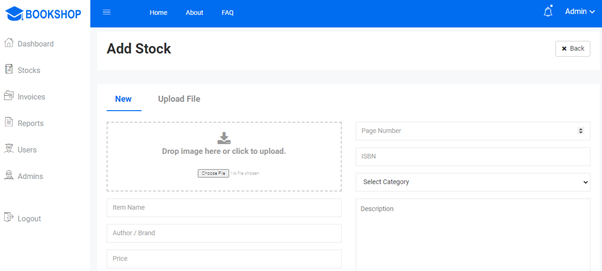 BOOKSHOP
Home About FAQ
Admin
Dashboard
Stocks
Invoices
Reports
Users
Admins
Logout
Add Stock
Back
New Upload File
Drop image here or click to upload.
Choose File No file chosen
Item Name
Author / Brand
Price
Page Number
ISBN
Select Category
Description